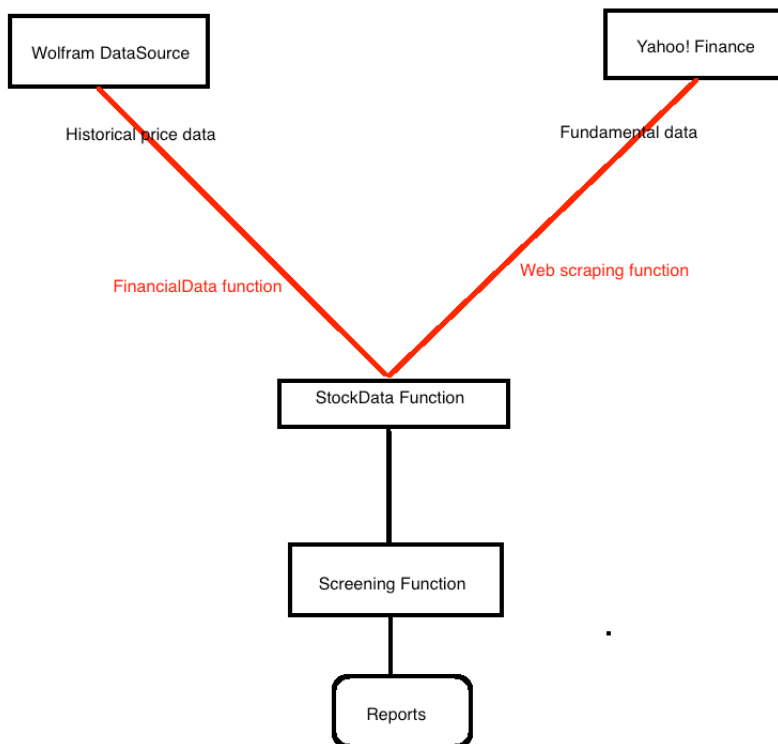 Wolfram DataSource
Yahoo! Finance
Historical price data
Fundamental data
FinancialData function
Web scraping function
StockData Function
Screening Function
Reports